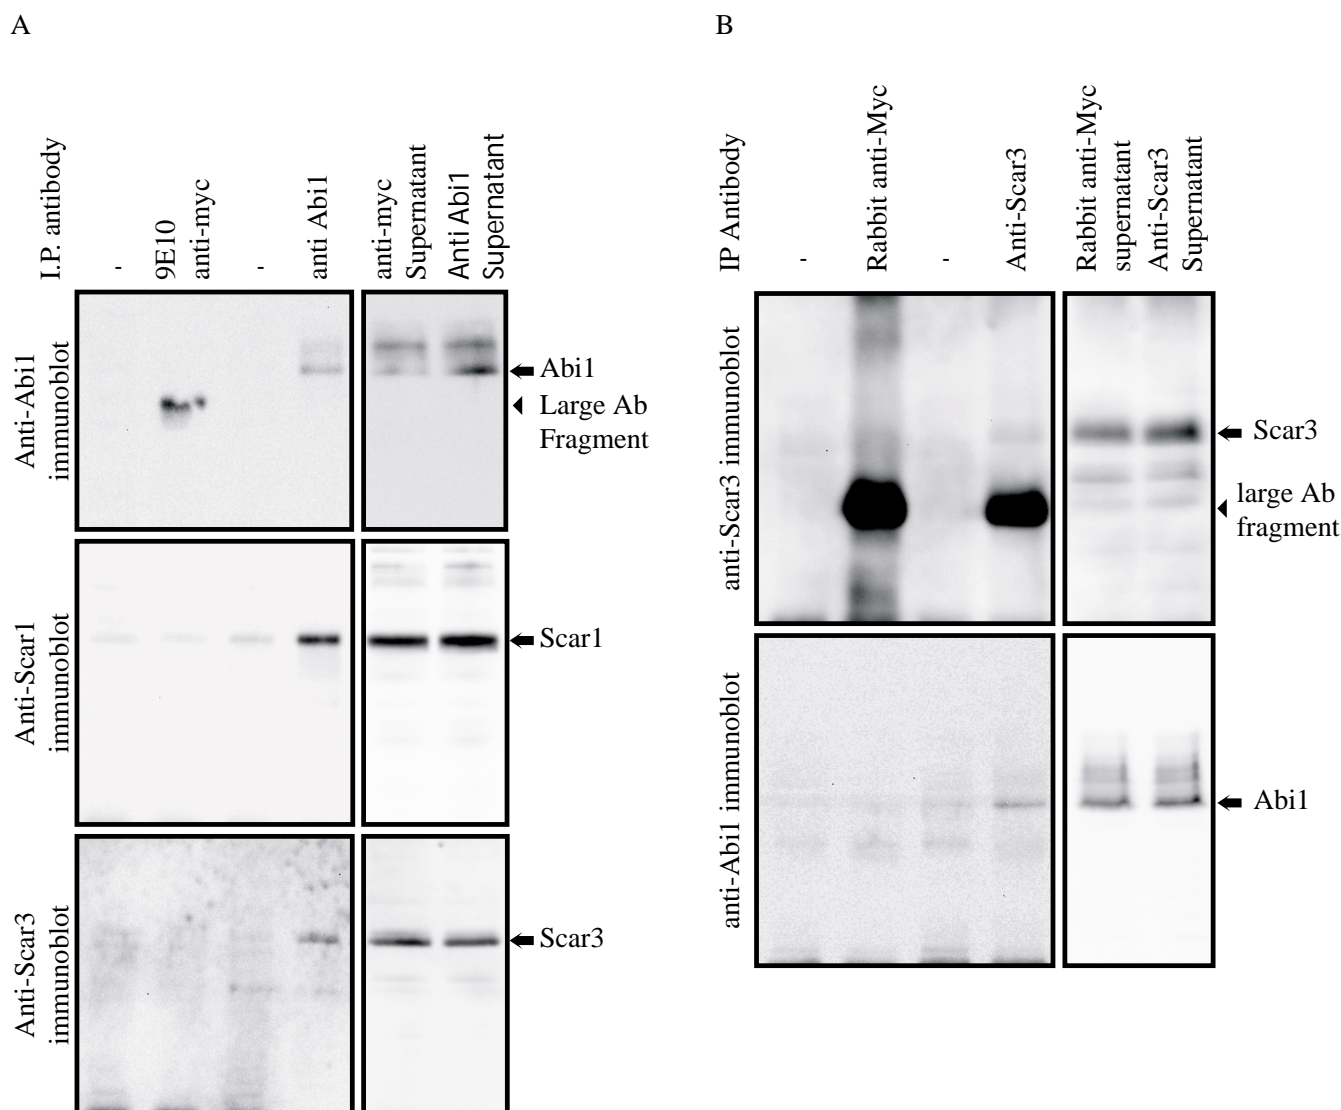 A
I.P. antibody
-
9E10
anti-myc
-
anti Abi1
anti-myc
Supernatant
Anti Abi1
Supernatant
Anti-Abi1
immunoblot
Abi1
Large Ab
Fragment
Anti-Scar1
immunoblot
Scar1
Anti-Scar3
immunoblot
Scar3
B
IP Antibody
-
Rabbit anti-Myc
-
Anti-Scar3
Rabbit anti-Myc
supernatant
Anti-Scar3
Supernatant
anti-Scar3 immunoblot
Scar3
large Ab
fragment
anti-Abi1 immunoblot
Abi1